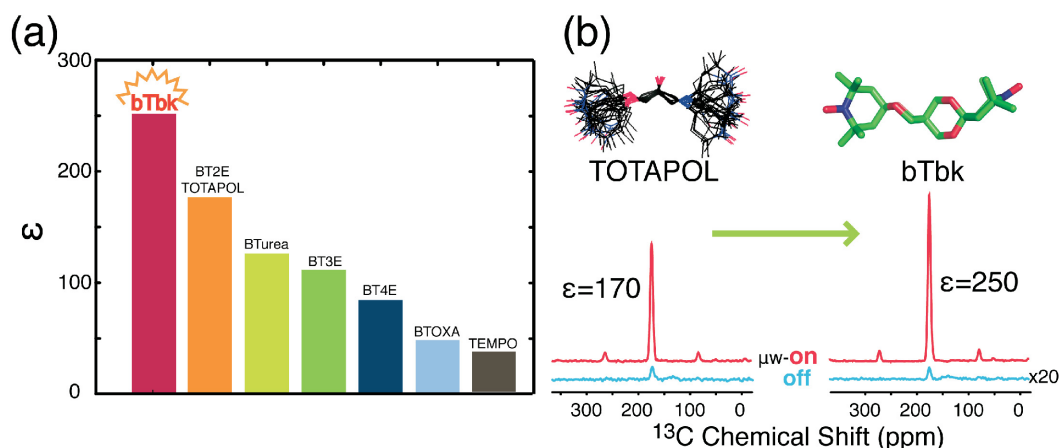 (a)
300
200
100
0
ε
bTbk
BT2E
TOTAPOL
BTurea
BT3E
BT4E
BTOXA
TEMPO
(b)
TOTAPOL
bTbk
ε=170
ε=250
μw-on
off
x20
300 200 100 0
300 200 100 0
13C Chemical Shift (ppm)